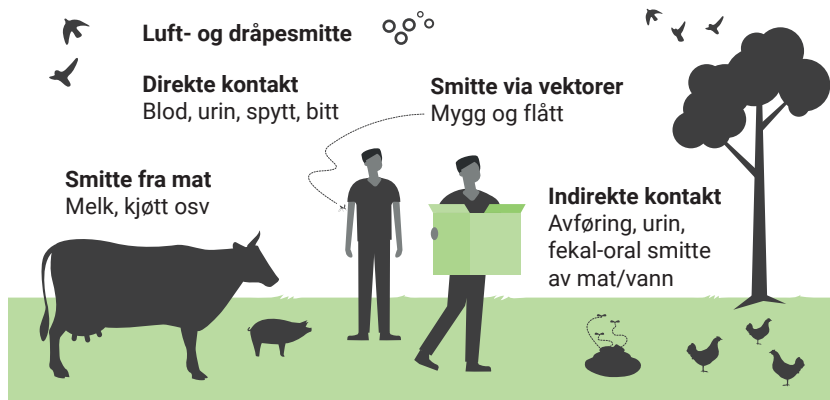 Luft- og dråpesmitte
Direkte kontakt
Blod, urin, spytt, bitt
Smitte via vektorer
Mygg og flått
Smitte fra mat
Melk, kjøtt osv
Indirekte kontakt
Avføring, urin,
fekal-oral smitte
av mat/vann